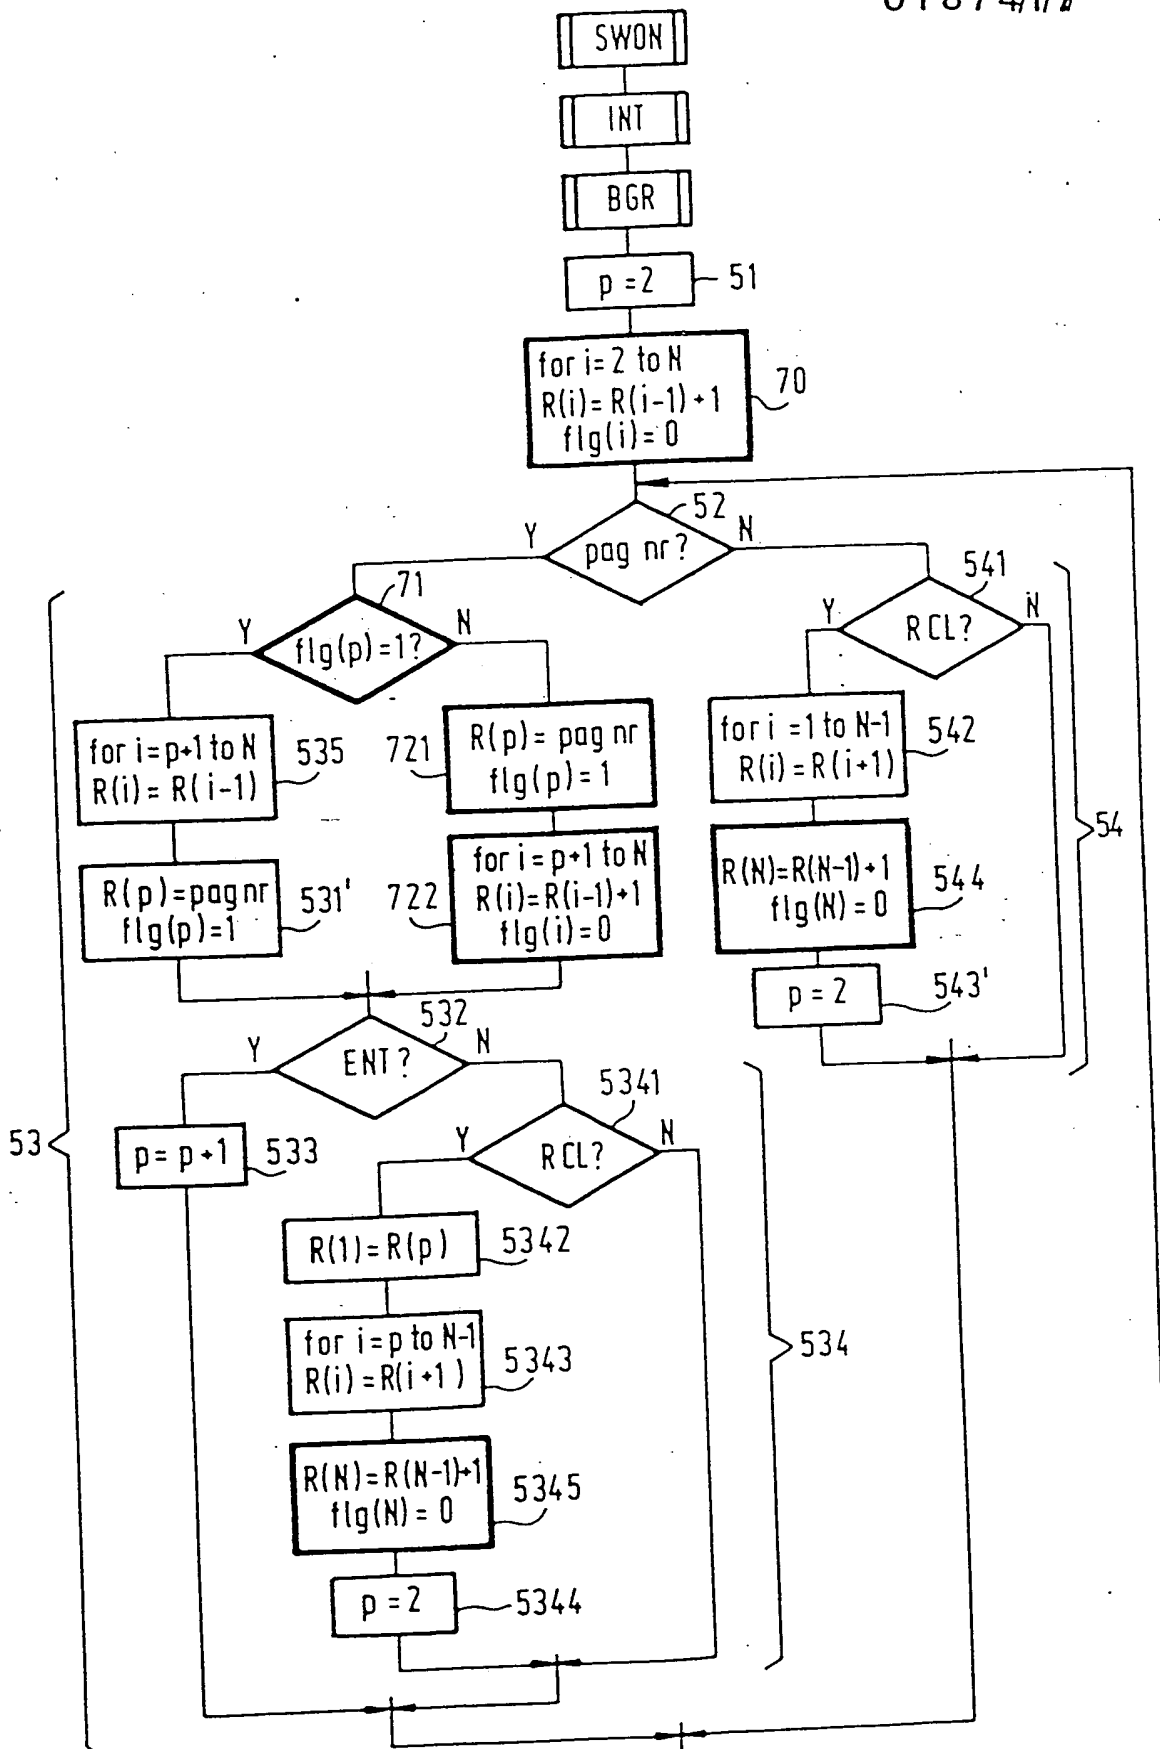 SWON
INT
BGR
p = 2
51
for i = 2 to N
R(i) = R(i-1) + 1
flg(i) = 0
70
52
Y
pag nr?
N
71
Y
flg(p) = 1?
N
541
Y
RCL?
N
for i = p+1 to N
R(i) = R(i-1)
535
721
R(p) = pag nr
flg(p) = 1
for i = 1 to N-1
R(i) = R(i+1)
542
R(p) = pag nr
flg(p) = 1
531'
722
for i = p+1 to N
R(i) = R(i-1)+1
flg(i) = 0
R(N) = R(N-1)+1
flg(N) = 0
544
54
p = 2
543'
532
Y
ENT?
N
5341
53
p = p+1
533
Y
RCL?
N
R(1) = R(p)
5342
for i = p to N-1
R(i) = R(i+1)
5343
534
R(N) = R(N-1)+1
flg(N) = 0
5345
p = 2
5344